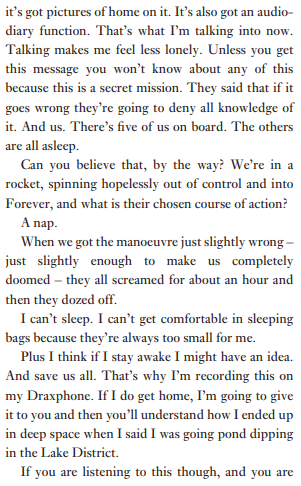 it's got pictures of home on it. It's also got an audio-
diary function. That's what I'm talking into now.
Talking makes me feel less lonely. Unless you get
this message you won't know about any of this
because this is a secret mission. They said that if it
goes wrong they're going to deny all knowledge of
it. And us. There's five of us on board. The others
are all asleep.
Can you believe that, by the way? We're in a
rocket, spinning hopelessly out of control and into
Forever, and what is their chosen course of action?
A nap.
When we got the manoeuvre just slightly wrong –
just slightly enough to make us completely
doomed – they all screamed for about an hour and
then they dozed off.
I can't sleep. I can't get comfortable in sleeping
bags because they're always too small for me.
Plus I think if I stay awake I might have an idea.
And save us all. That's why I'm recording this on
my Draxphone. If I do get home, I'm going to give
it to you and then you'll understand how I ended up
in deep space when I said I was going pond dipping
in the Lake District.
If you are listening to this though, and you are